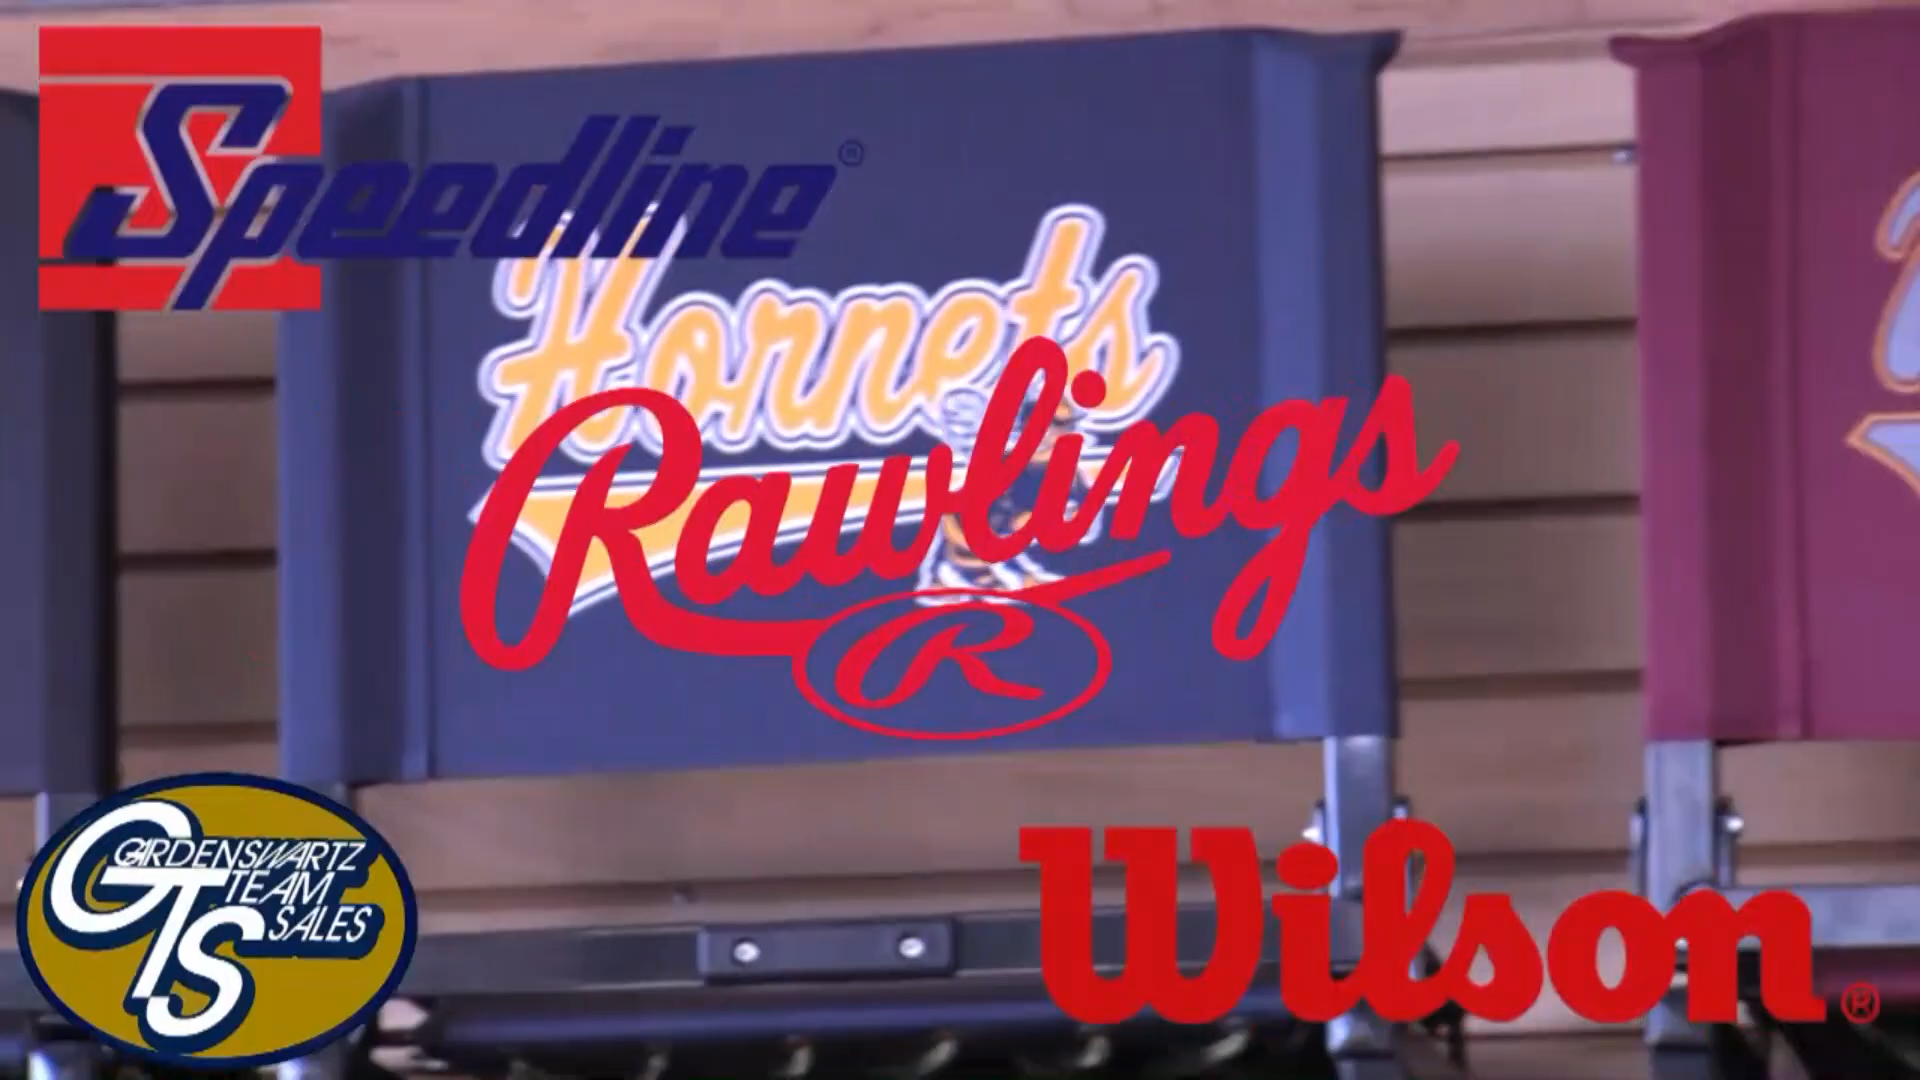 Speedline®
Hornets
Rawlings
R
GTS
GARDENSWARTZ
TEAM
SALES
Wilson®